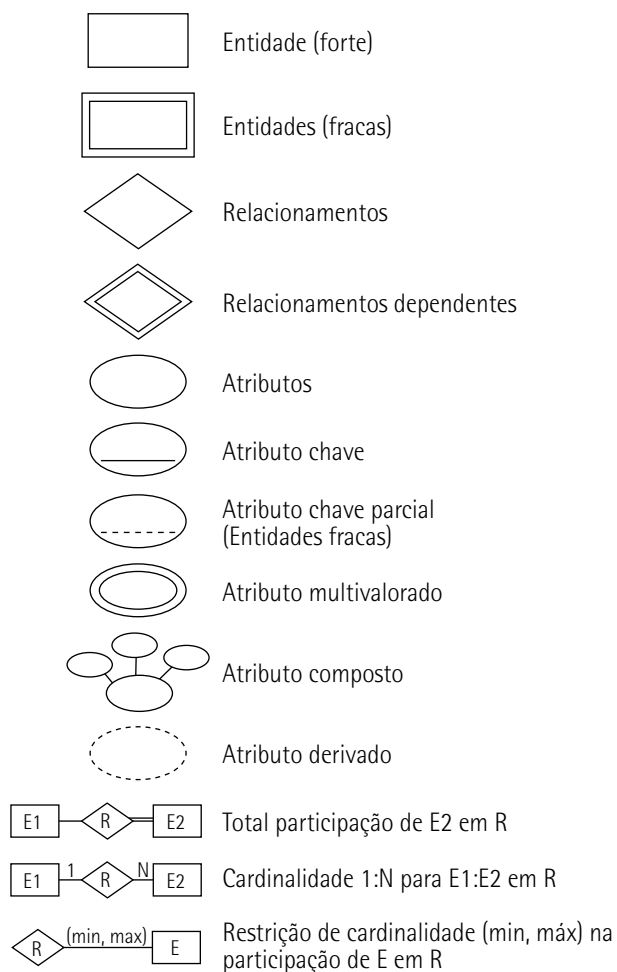 Entidade (forte)
Entidades (fracas)
Relacionamentos
Relacionamentos dependentes
Atributos
Atributo chave
Atributo chave parcial
(Entidades fracas)
Atributo multivalorado
Atributo composto
Atributo derivado
E1 R E2 Total participação de E2 em R
E1 1 R N E2 Cardinalidade 1:N para E1:E2 em R
R (min, max) E Restrição de cardinalidade (min, máx) na
participação de E em R